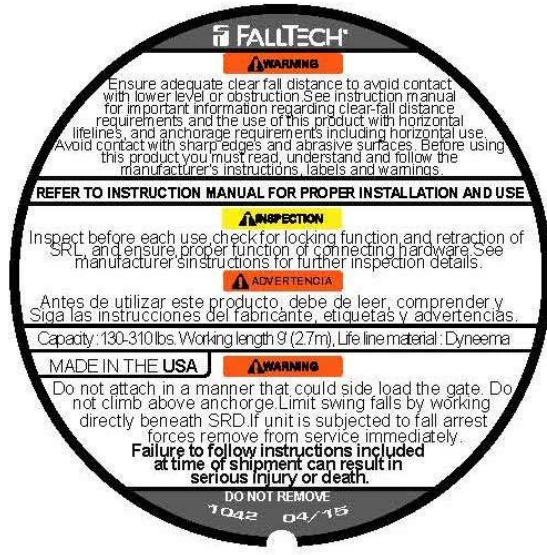 FALLTECH
WARNING
Ensure adequate clear fall distance to avoid contact
with lower level or obstruction.See instruction manual
for important information regarding clear-fall distance
requirements and the use of this product with horizontal
lifelines, and anchorage requirements including horizontal use.
Avoid contact with sharp edges and abrasive surfaces. Before using
this product you must read, understand and follow the
manufacturer's instructions, labels and warnings.
REFER TO INSTRUCTION MANUAL FOR PROPER INSTALLATION AND USE
INSPECTION
Inspect before each use,check for locking function,and retraction of
SRL, and ensure proper function of connecting hardware.See
manufacturer sinstructions for further inspection details.
ADVERTENCIA
Antes de utilizar este producto, debe de leer, comprender y
Siga las instrucciones del fabricante, etiquetas y advertencias.
Capacity: 130-310 lbs. Working length 9' (2.7m), Life line material : Dyneema
MADE IN THE USA
WARNING
Do not attach in a manner that could side load the gate. Do
not climb above anchorge.Limit swing falls by working
directly beneath SRD.If unit is subjected to fall arrest
forces remove from service immediately.
Failure to follow instructions included
at time of shipment can result in
serious injury or death.
DO NOT REMOVE
1042 04/15